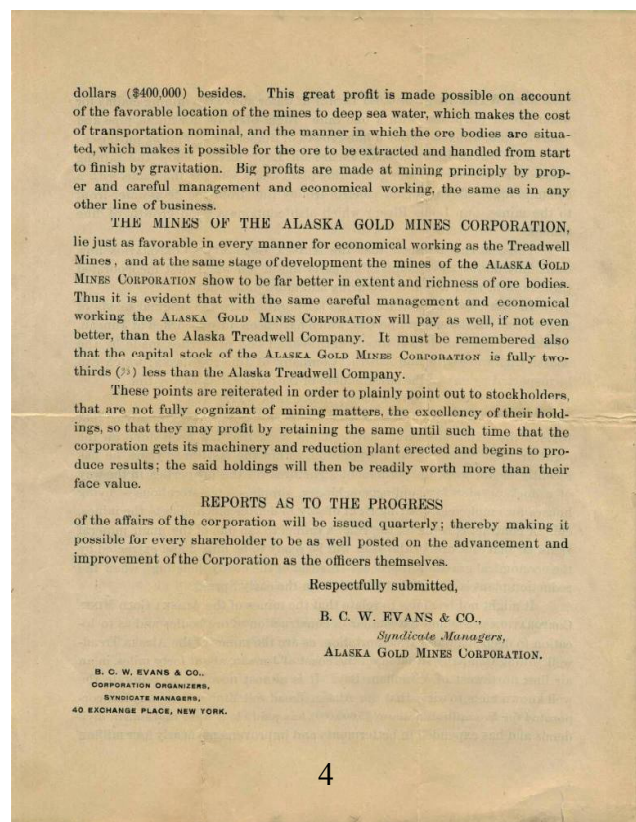 dollars ($400,000) besides. This great profit is made possible on account
of the favorable location of the mines to deep sea water, which makes the cost
of transportation nominal, and the manner in which the ore bodies are situa-
ted, which makes it possible for the ore to be extracted and handled from start
to finish by gravitation. Big profits are made at mining principly by prop-
er and careful management and economical working, the same as in any
other line of business.
THE MINES OF THE ALASKA GOLD MINES CORPORATION,
lie just as favorable in every manner for economical working as the Treadwell
Mines, and at the same stage of development the mines of the ALASKA GOLD
MINES CORPORATION show to be far better in extent and richness of ore bodies.
Thus it is evident that with the same careful management and economical
working the ALASKA GOLD MINES CORPORATION will pay as well, if not even
better, than the Alaska Treadwell Company. It must be remembered also
that the capital stock of the ALASKA GOLD MINES CORPORATION is fully two-
thirds (⅔) less than the Alaska Treadwell Company.
These points are reiterated in order to plainly point out to stockholders,
that are not fully cognizant of mining matters, the excellency of their hold-
ings, so that they may profit by retaining the same until such time that the
corporation gets its machinery and reduction plant erected and begins to pro-
duce results; the said holdings will then be readily worth more than their
face value.
REPORTS AS TO THE PROGRESS
of the affairs of the corporation will be issued quarterly; thereby making it
possible for every shareholder to be as well posted on the advancement and
improvement of the Corporation as the officers themselves.
Respectfully submitted,
B. C. W. EVANS & CO.,
Syndicate Managers,
ALASKA GOLD MINES CORPORATION.
B. C. W. EVANS & CO.,
CORPORATION ORGANIZERS,
SYNDICATE MANAGERS,
40 EXCHANGE PLACE, NEW YORK.
4